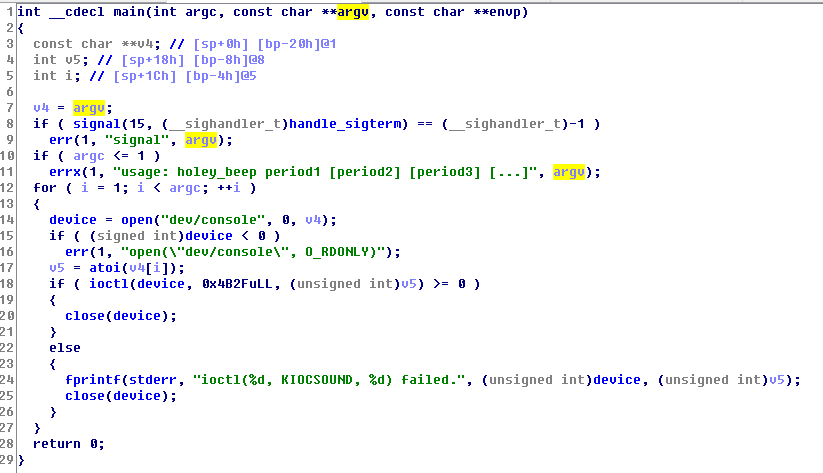 1 int __cdecl main(int argc, const char **argv, const char **envp)
2 {
3 const char **v4; // [sp+0h] [bp-20h]@1
4 int v5; // [sp+18h] [bp-8h]@8
5 int i; // [sp+1Ch] [bp-4h]@5
6
7 v4 = argv;
8 if ( signal(15, (__sighandler_t)handle_sigterm) == (__sighandler_t)-1 )
9 err(1, "signal", argv);
10 if ( argc <= 1 )
11 errx(1, "usage: holey_beep period1 [period2] [period3] [...]", argv);
12 for ( i = 1; i < argc; ++i )
13 {
14 device = open("dev/console", 0, v4);
15 if ( (signed int)device < 0 )
16 err(1, "open(\"dev/console\", O_RDONLY)");
17 v5 = atoi(v4[i]);
18 if ( ioctl(device, 0x4B2FuLL, (unsigned int)v5) >= 0 )
19 {
20 close(device);
21 }
22 else
23 {
24 fprintf(stderr, "ioctl(%d, KIOCSOUND, %d) failed.", (unsigned int)device, (unsigned int)v5);
25 close(device);
26 }
27 }
28 return 0;
29 }